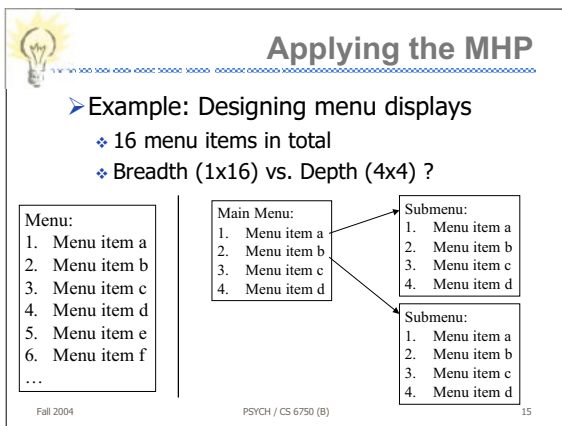 Applying the MHP
➢Example: Designing menu displays
❖ 16 menu items in total
❖ Breadth (1x16) vs. Depth (4x4) ?
Menu:
1. Menu item a
2. Menu item b
3. Menu item c
4. Menu item d
5. Menu item e
6. Menu item f
…
Main Menu:
1. Menu item a
2. Menu item b
3. Menu item c
4. Menu item d
Submenu:
1. Menu item a
2. Menu item b
3. Menu item c
4. Menu item d
Submenu:
1. Menu item a
2. Menu item b
3. Menu item c
4. Menu item d
Fall 2004
PSYCH / CS 6750 (B)
15